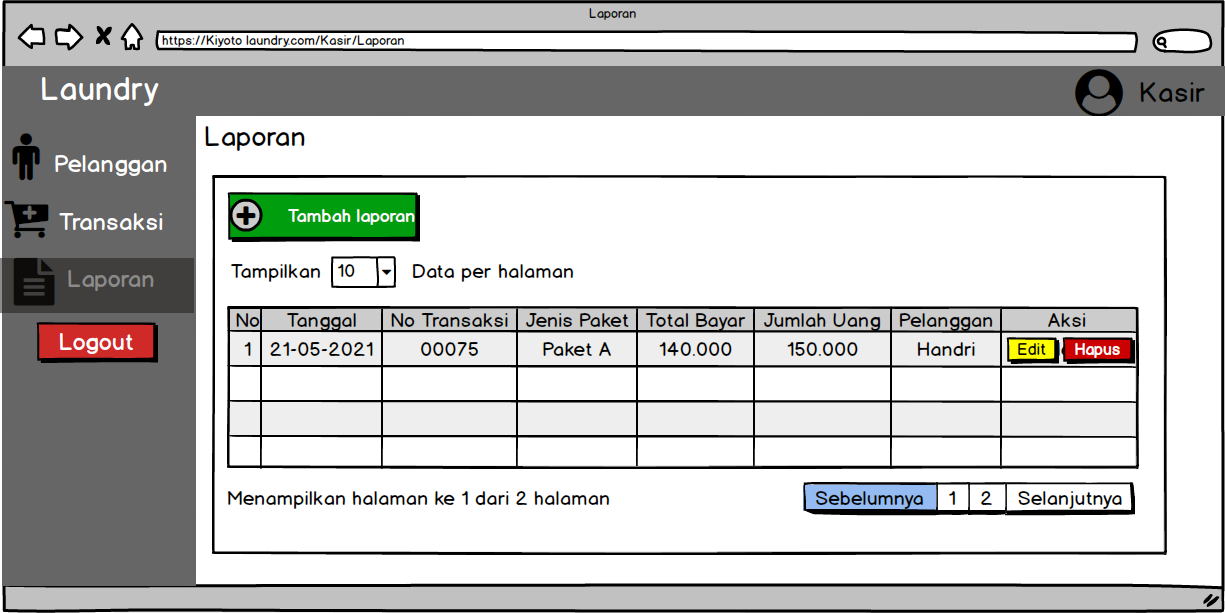 Laporan
https://Kiyoto laundry.com/Kasir/Laporan
Laundry
Kasir
Pelanggan
Transaksi
Laporan
Logout
Laporan
Tambah laporan
Tampilkan 10 Data per halaman
No Tanggal No Transaksi Jenis Paket Total Bayar Jumlah Uang Pelanggan Aksi
1 21-05-2021 00075 Paket A 140.000 150.000 Handri Edit Hapus
Menampilkan halaman ke 1 dari 2 halaman
Sebelumnya 1 2 Selanjutnya